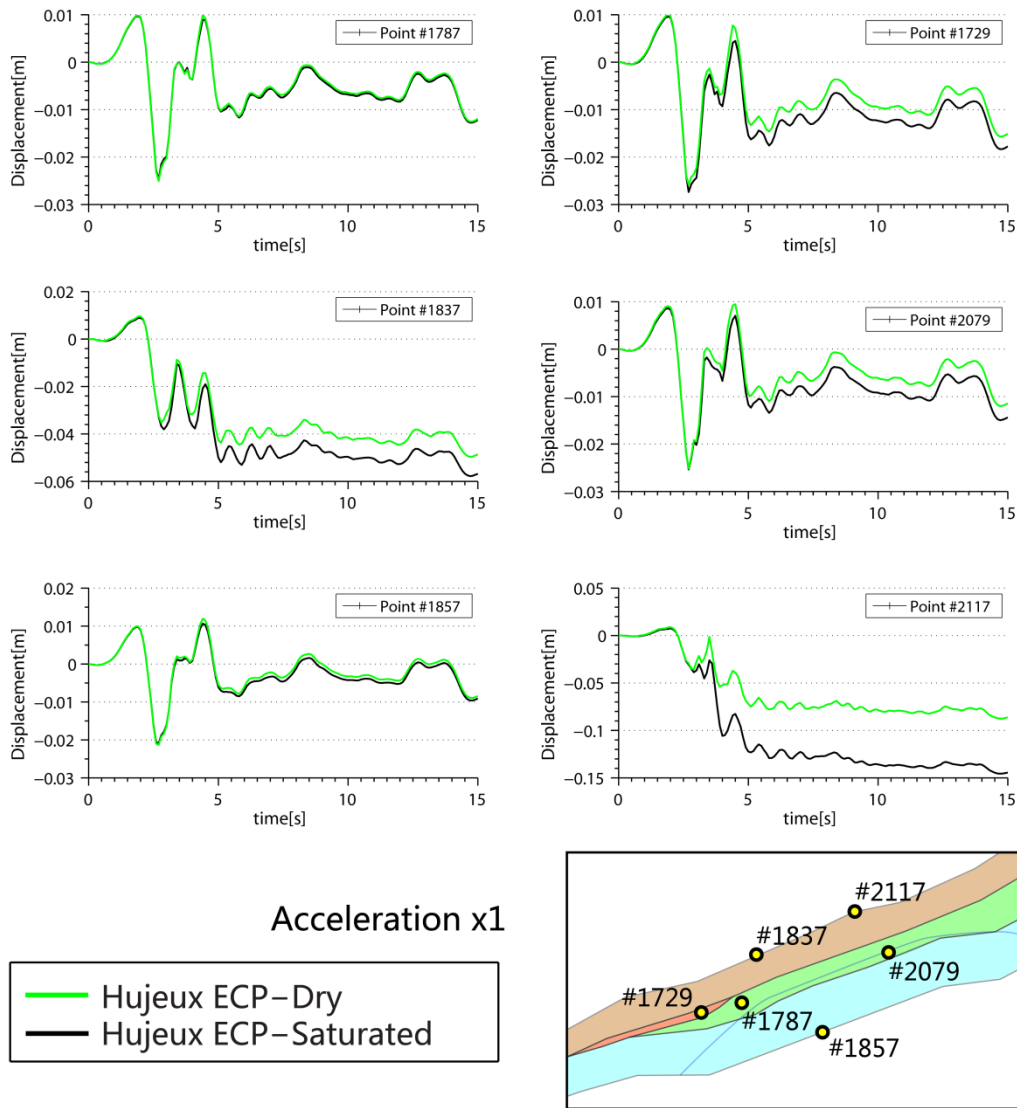 0.01
0
−0.01
−0.02
−0.03
Displacement[m]
Point #1787
0 5 10 15
time[s]
0.01
0
−0.01
−0.02
−0.03
Displacement[m]
Point #1729
0 5 10 15
time[s]
0.02
0
−0.02
−0.04
−0.06
Displacement[m]
Point #1837
0 5 10 15
time[s]
0.01
0
−0.01
−0.02
−0.03
Displacement[m]
Point #2079
0 5 10 15
time[s]
0.02
0.01
0
−0.01
−0.02
−0.03
Displacement[m]
Point #1857
0 5 10 15
time[s]
0.05
0
−0.05
−0.1
−0.15
Displacement[m]
Point #2117
0 5 10 15
time[s]
Acceleration x1
Hujeux ECP−Dry
Hujeux ECP−Saturated
#2117
#1837
#2079
#1729
#1787
#1857